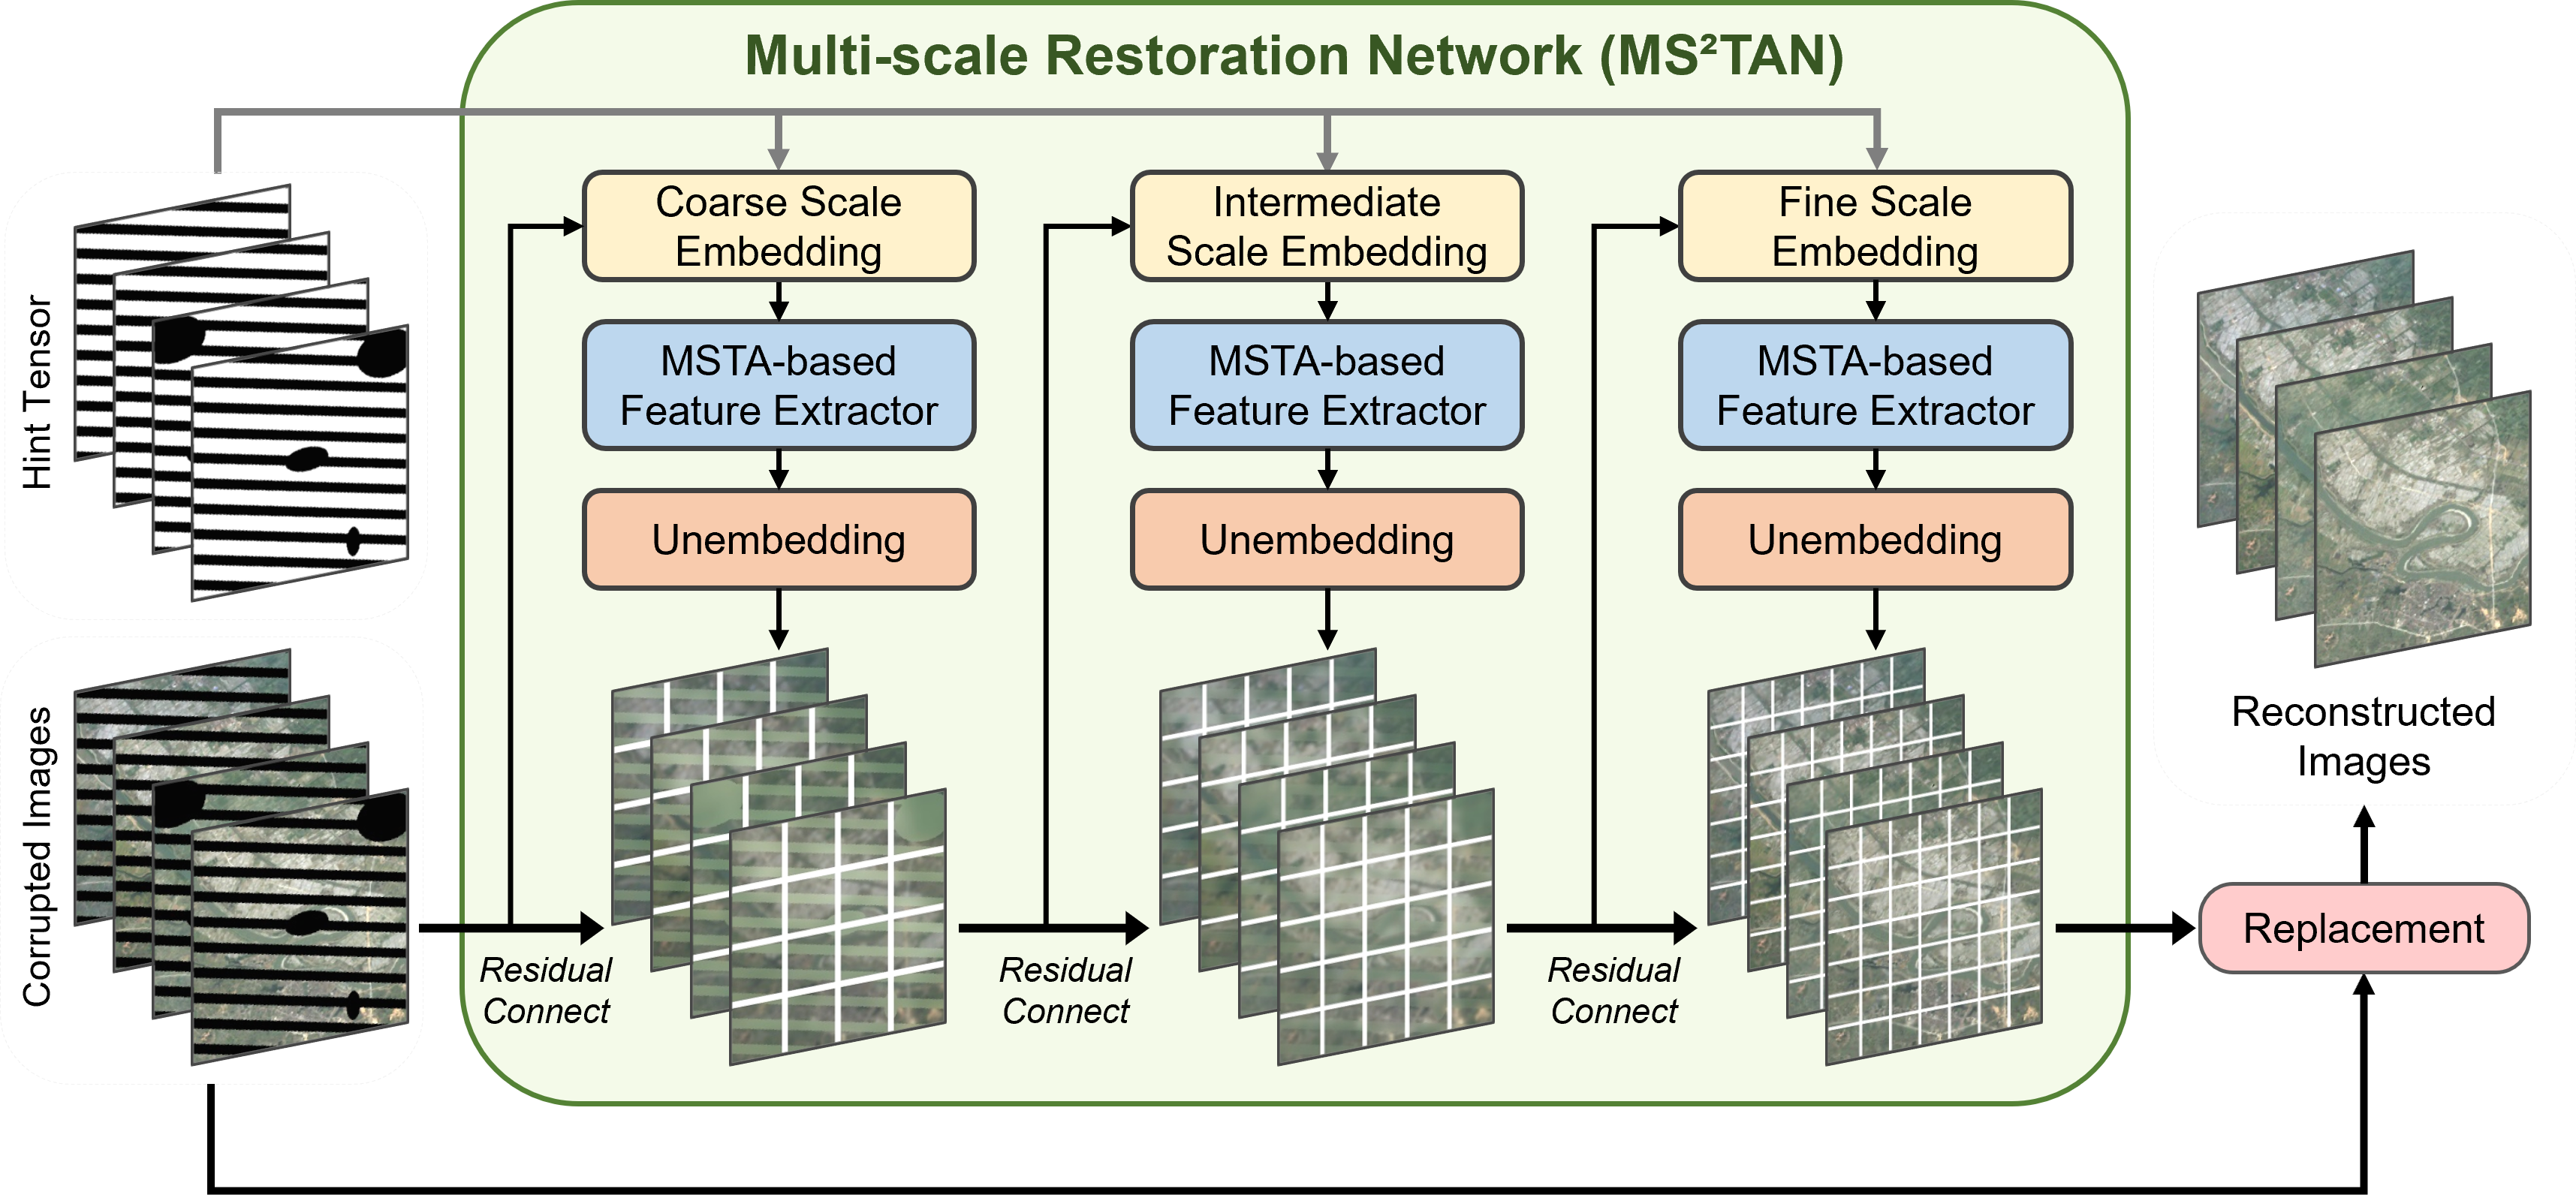 Multi-scale Restoration Network (MS²TAN)
Hint Tensor
Corrupted Images
Coarse Scale
Embedding
MSTA-based
Feature Extractor
Unembedding
Residual
Connect
Intermediate
Scale Embedding
MSTA-based
Feature Extractor
Unembedding
Residual
Connect
Fine Scale
Embedding
MSTA-based
Feature Extractor
Unembedding
Residual
Connect
Reconstructed
Images
Replacement